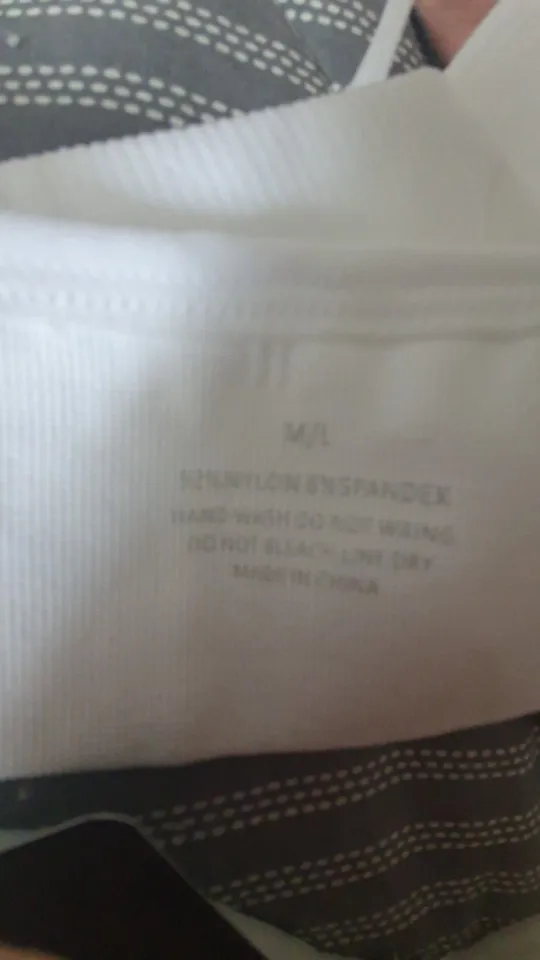 M/L
92%NYLON 8%SPANDEX
HAND WASH DO NOT WRING
DO NOT BLEACH LINE DRY
MADE IN CHINA